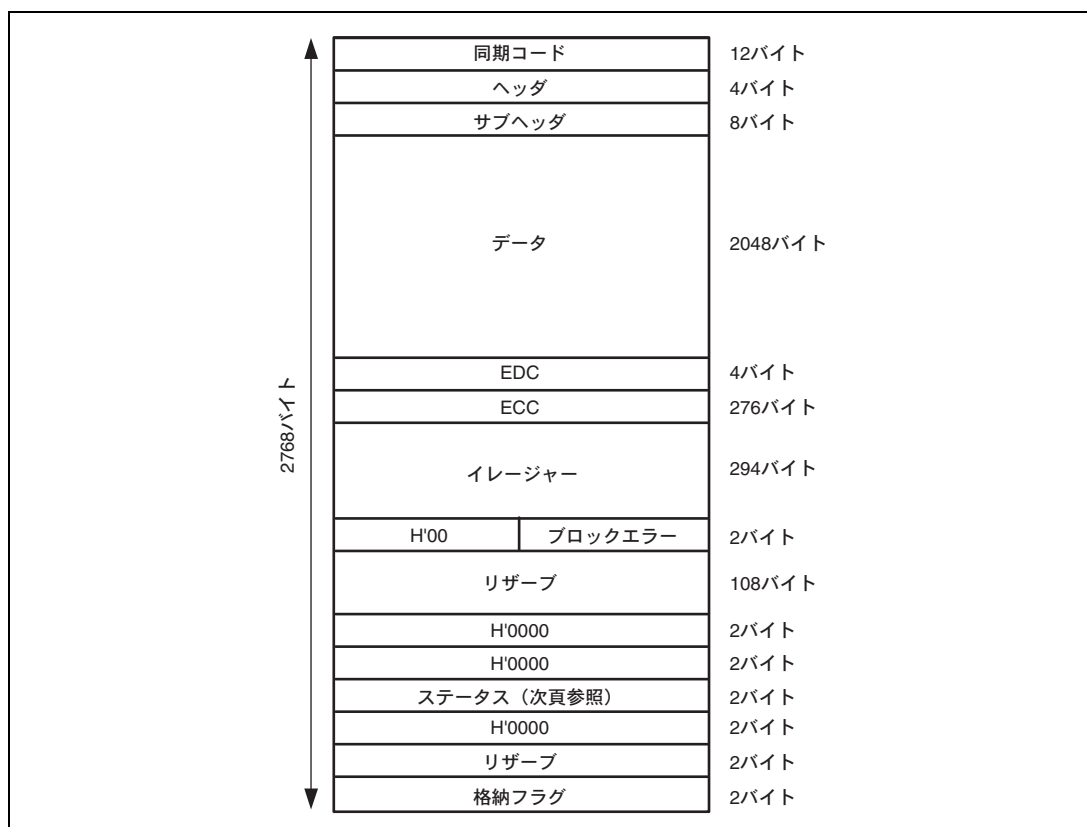 同期コード 12バイト
ヘッダ 4バイト
サブヘッダ 8バイト
データ 2048バイト
EDC 4バイト
ECC 276バイト
2768バイト
イレージャー 294バイト
H'00 ブロックエラー 2バイト
リザーブ 108バイト
H'0000 2バイト
H'0000 2バイト
ステータス（次頁参照） 2バイト
H'0000 2バイト
リザーブ 2バイト
格納フラグ 2バイト